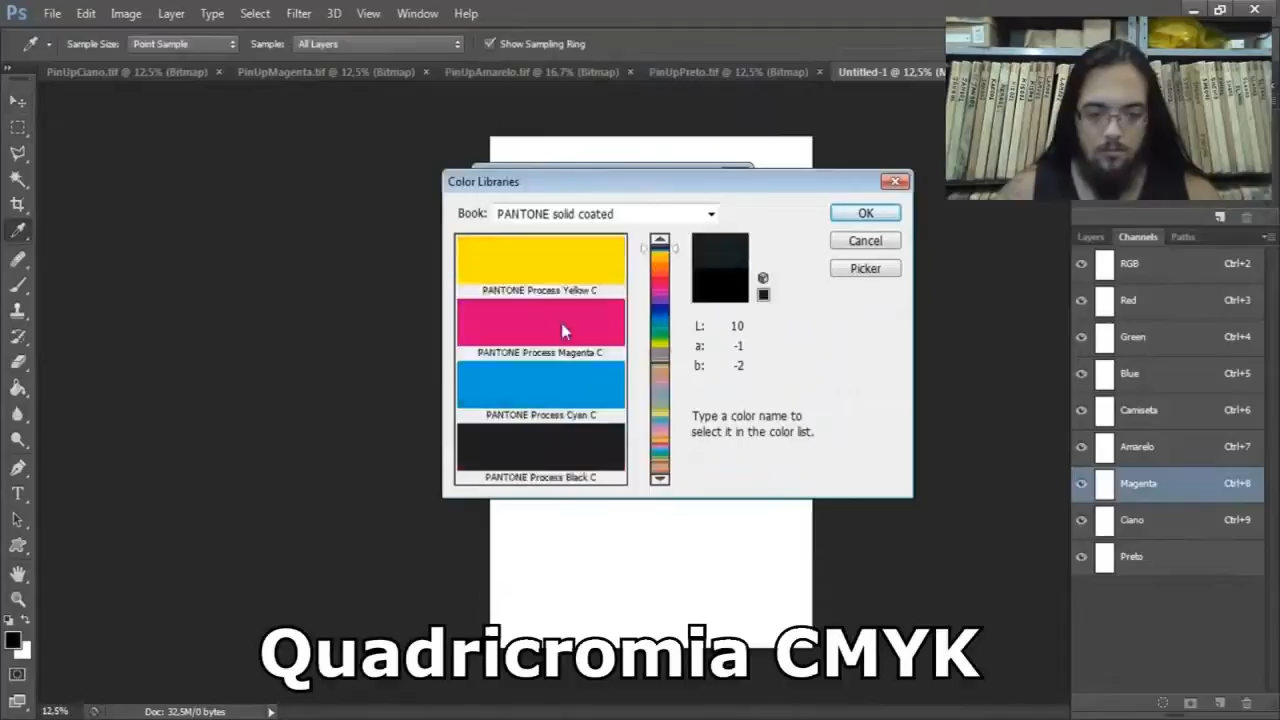 Ps File Edit Image Layer Type Select Filter 3D View Window Help
Sample Size: Point Sample Sample: All Layers Show Sampling Ring
PinUpCiano.tif @ 12,5% (Bitmap) × PinUpMagenta.tif @ 12,5% (Bitmap) × PinUpAmarelo.tif @ 16.7% (Bitmap) × PinUpPreto.tif @ 12,5% (Bitmap) × Untitled-1 @ 12,5% (M
Color Libraries
Book: PANTONE solid coated
OK
Cancel
Picker
PANTONE Process Yellow C
PANTONE Process Magenta C
PANTONE Process Cyan C
PANTONE Process Black C
L: 10
a: -1
b: -2
Type a color name to
select it in the color list.
Layers Channels Paths
RGB Ctrl+2
Red Ctrl+3
Green Ctrl+4
Blue Ctrl+5
Camiseta Ctrl+6
Amarelo Ctrl+7
Magenta Ctrl+8
Ciano Ctrl+9
Preto
Quadricromia CMYK
12,5% Doc: 32,5M/0 bytes